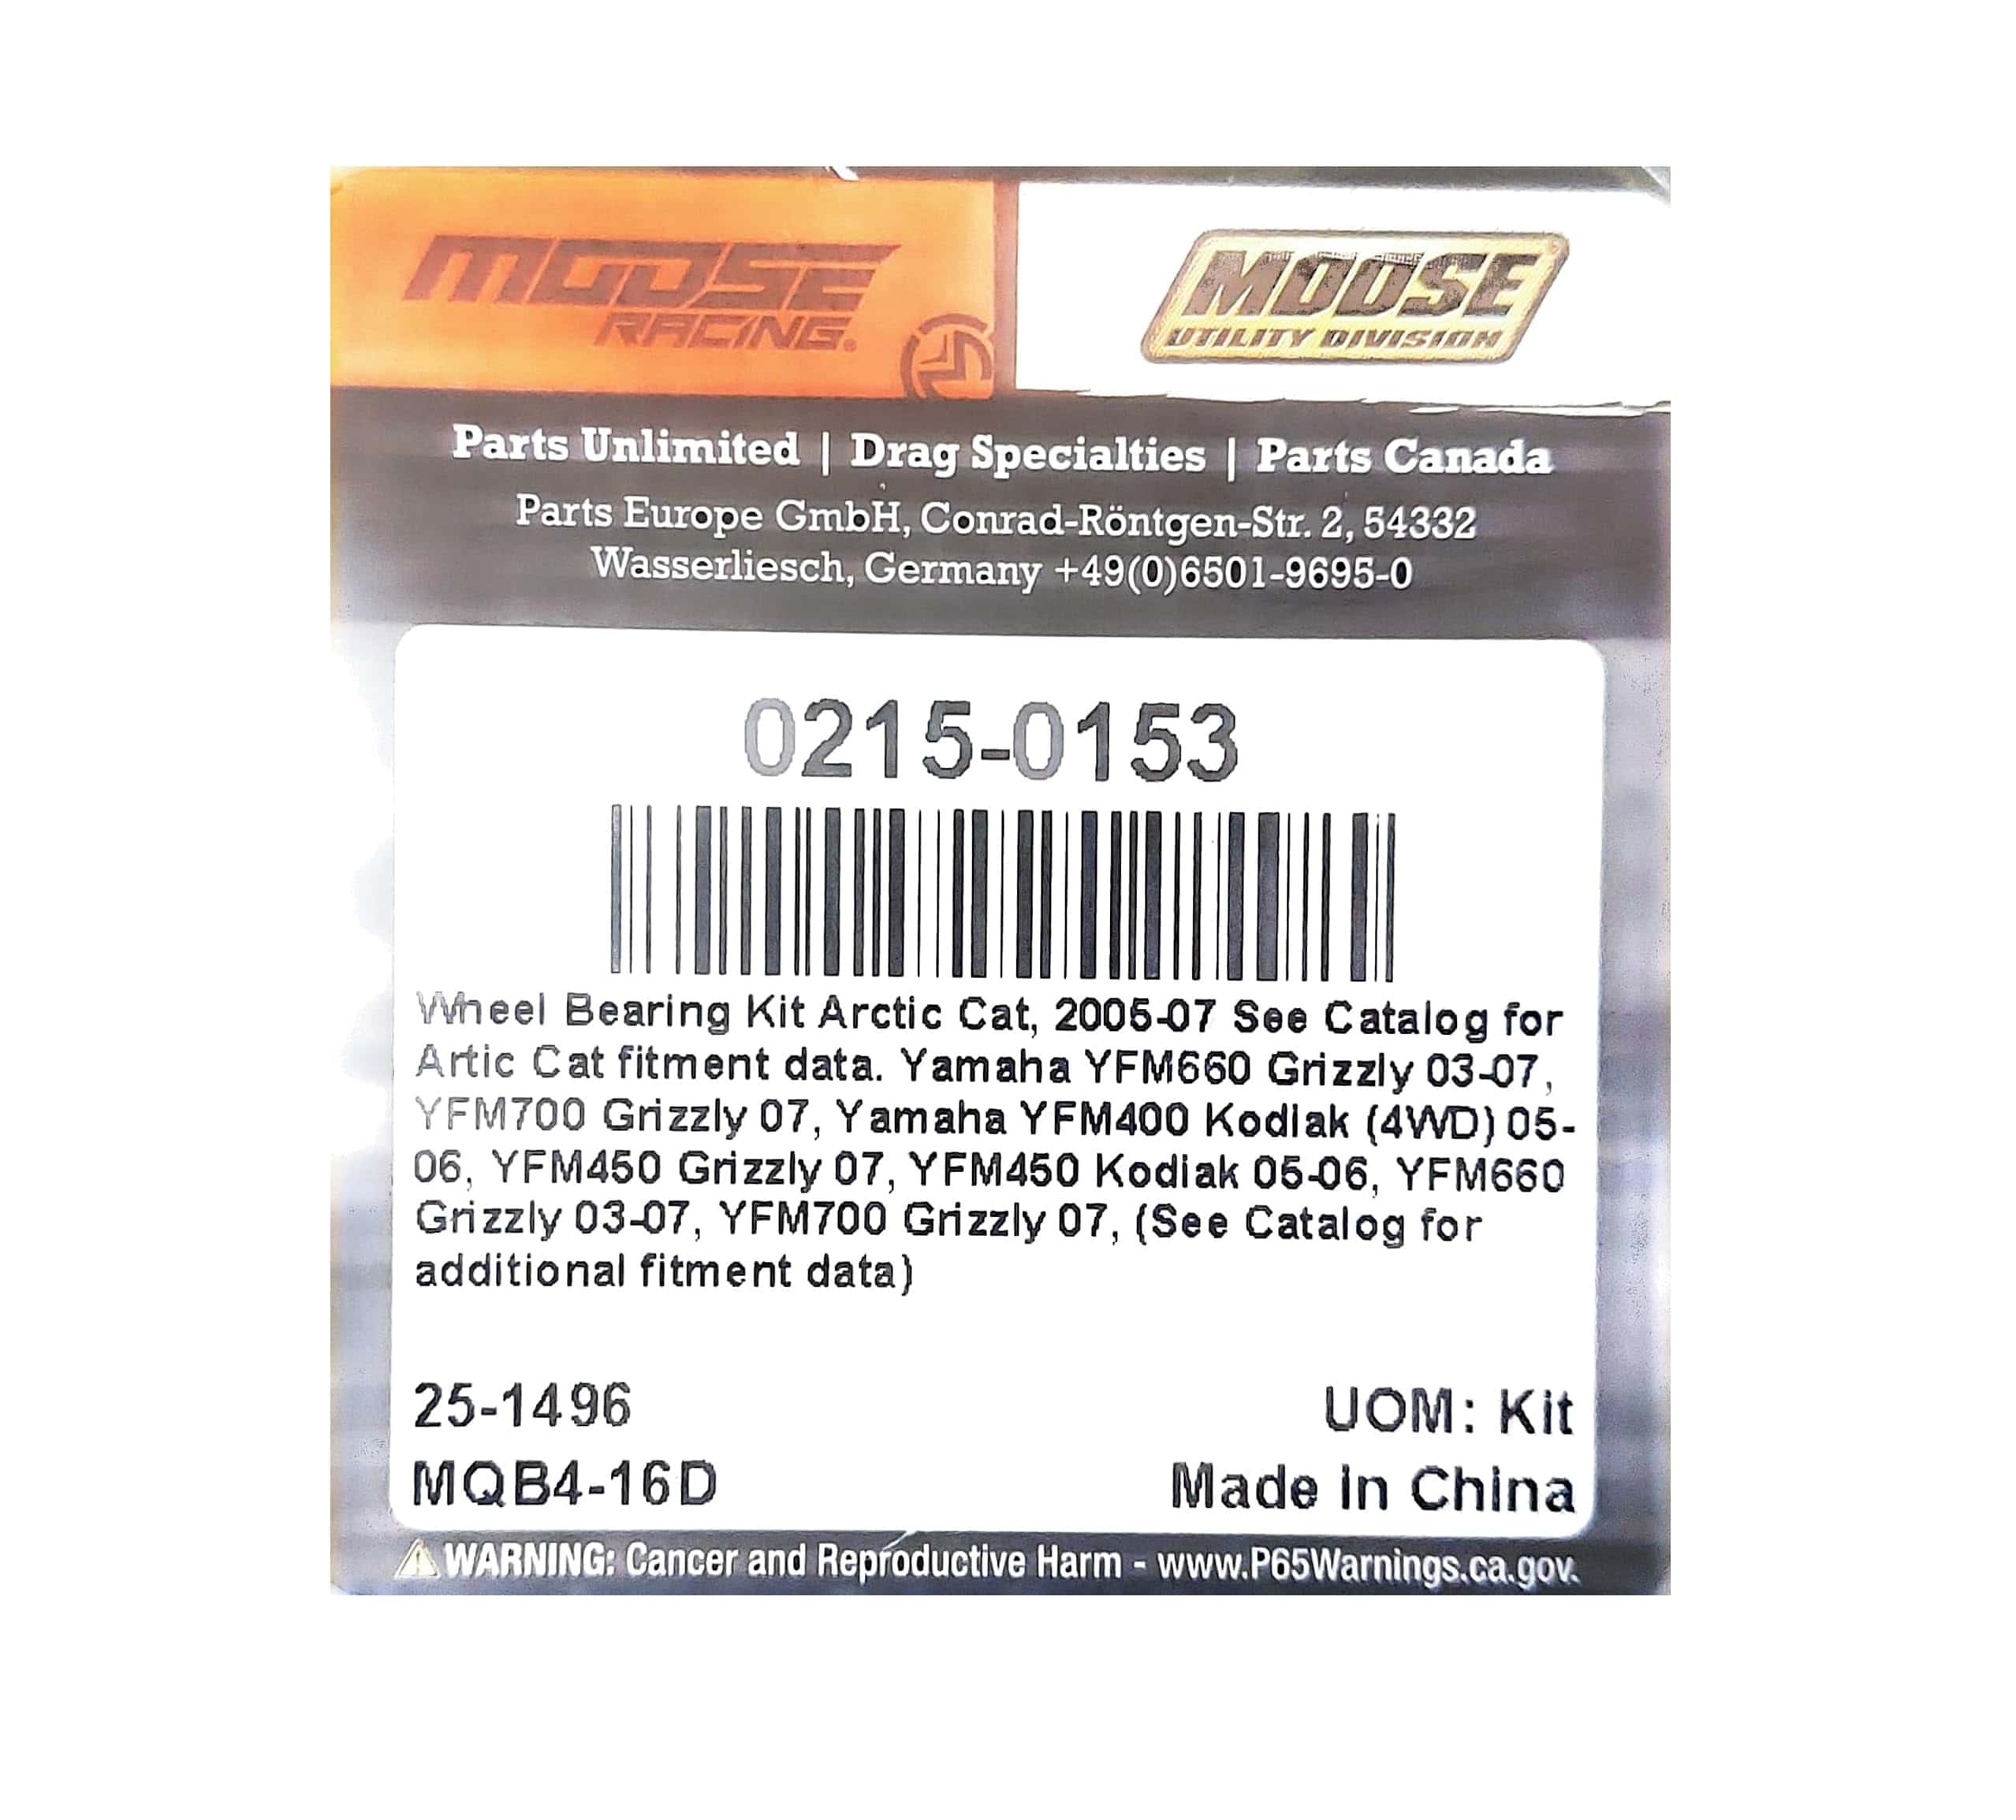 MOOSE
RACING.
MOOSE
UTILITY DIVISION
Parts Unlimited | Drag Specialties | Parts Canada
Parts Europe GmbH, Conrad-Röntgen-Str. 2, 54332
Wasserliesch, Germany +49(0)6501-9695-0
0215-0153
Wheel Bearing Kit Arctic Cat, 2005-07 See Catalog for
Artic Cat fitment data. Yamaha YFM660 Grizzly 03-07,
YFM700 Grizzly 07, Yamaha YFM400 Kodiak (4WD) 05-
06, YFM450 Grizzly 07, YFM450 Kodiak 05-06, YFM660
Grizzly 03-07, YFM700 Grizzly 07, (See Catalog for
additional fitment data)
25-1496
UOM: Kit
MQB4-16D
Made In China
WARNING: Cancer and Reproductive Harm - www.P65Warnings.ca.gov.